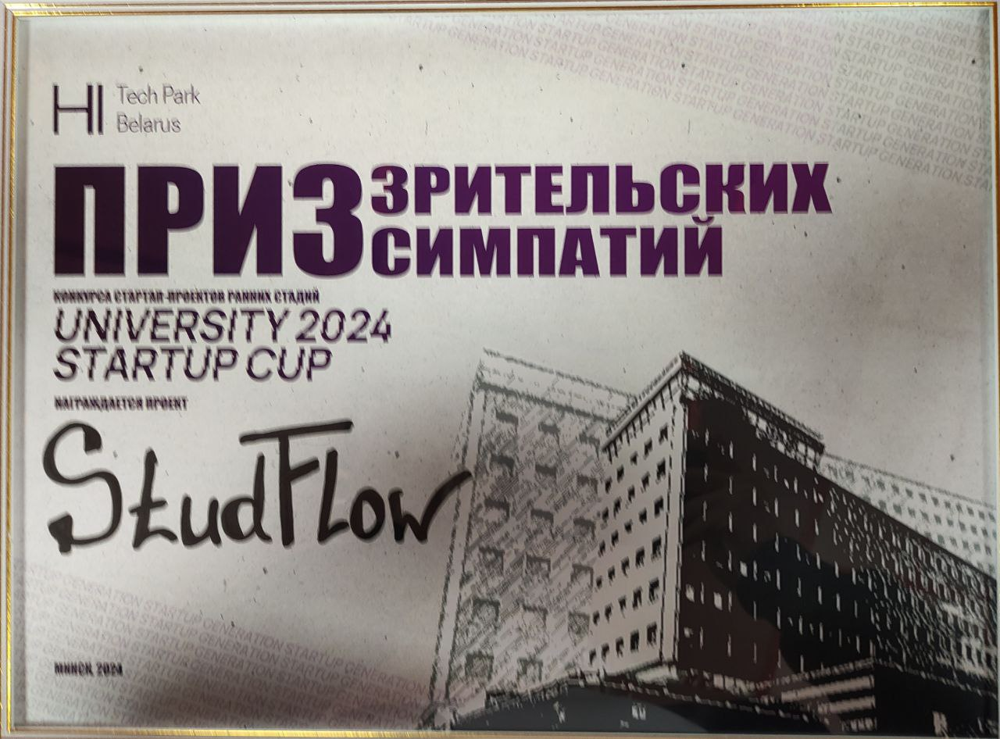 HI Tech Park
Belarus
ПРИЗ ЗРИТЕЛЬСКИХ
СИМПАТИЙ
КОНКУРСА СТАРТАП-ПРОЕКТОВ РАННИХ СТАДИЙ
UNIVERSITY 2024
STARTUP CUP
НАГРАЖДАЕТСЯ ПРОЕКТ
StudFlow
МИНСК, 2024
STARTUP GENERATION STARTUP GENERATION STARTUP GENERATION